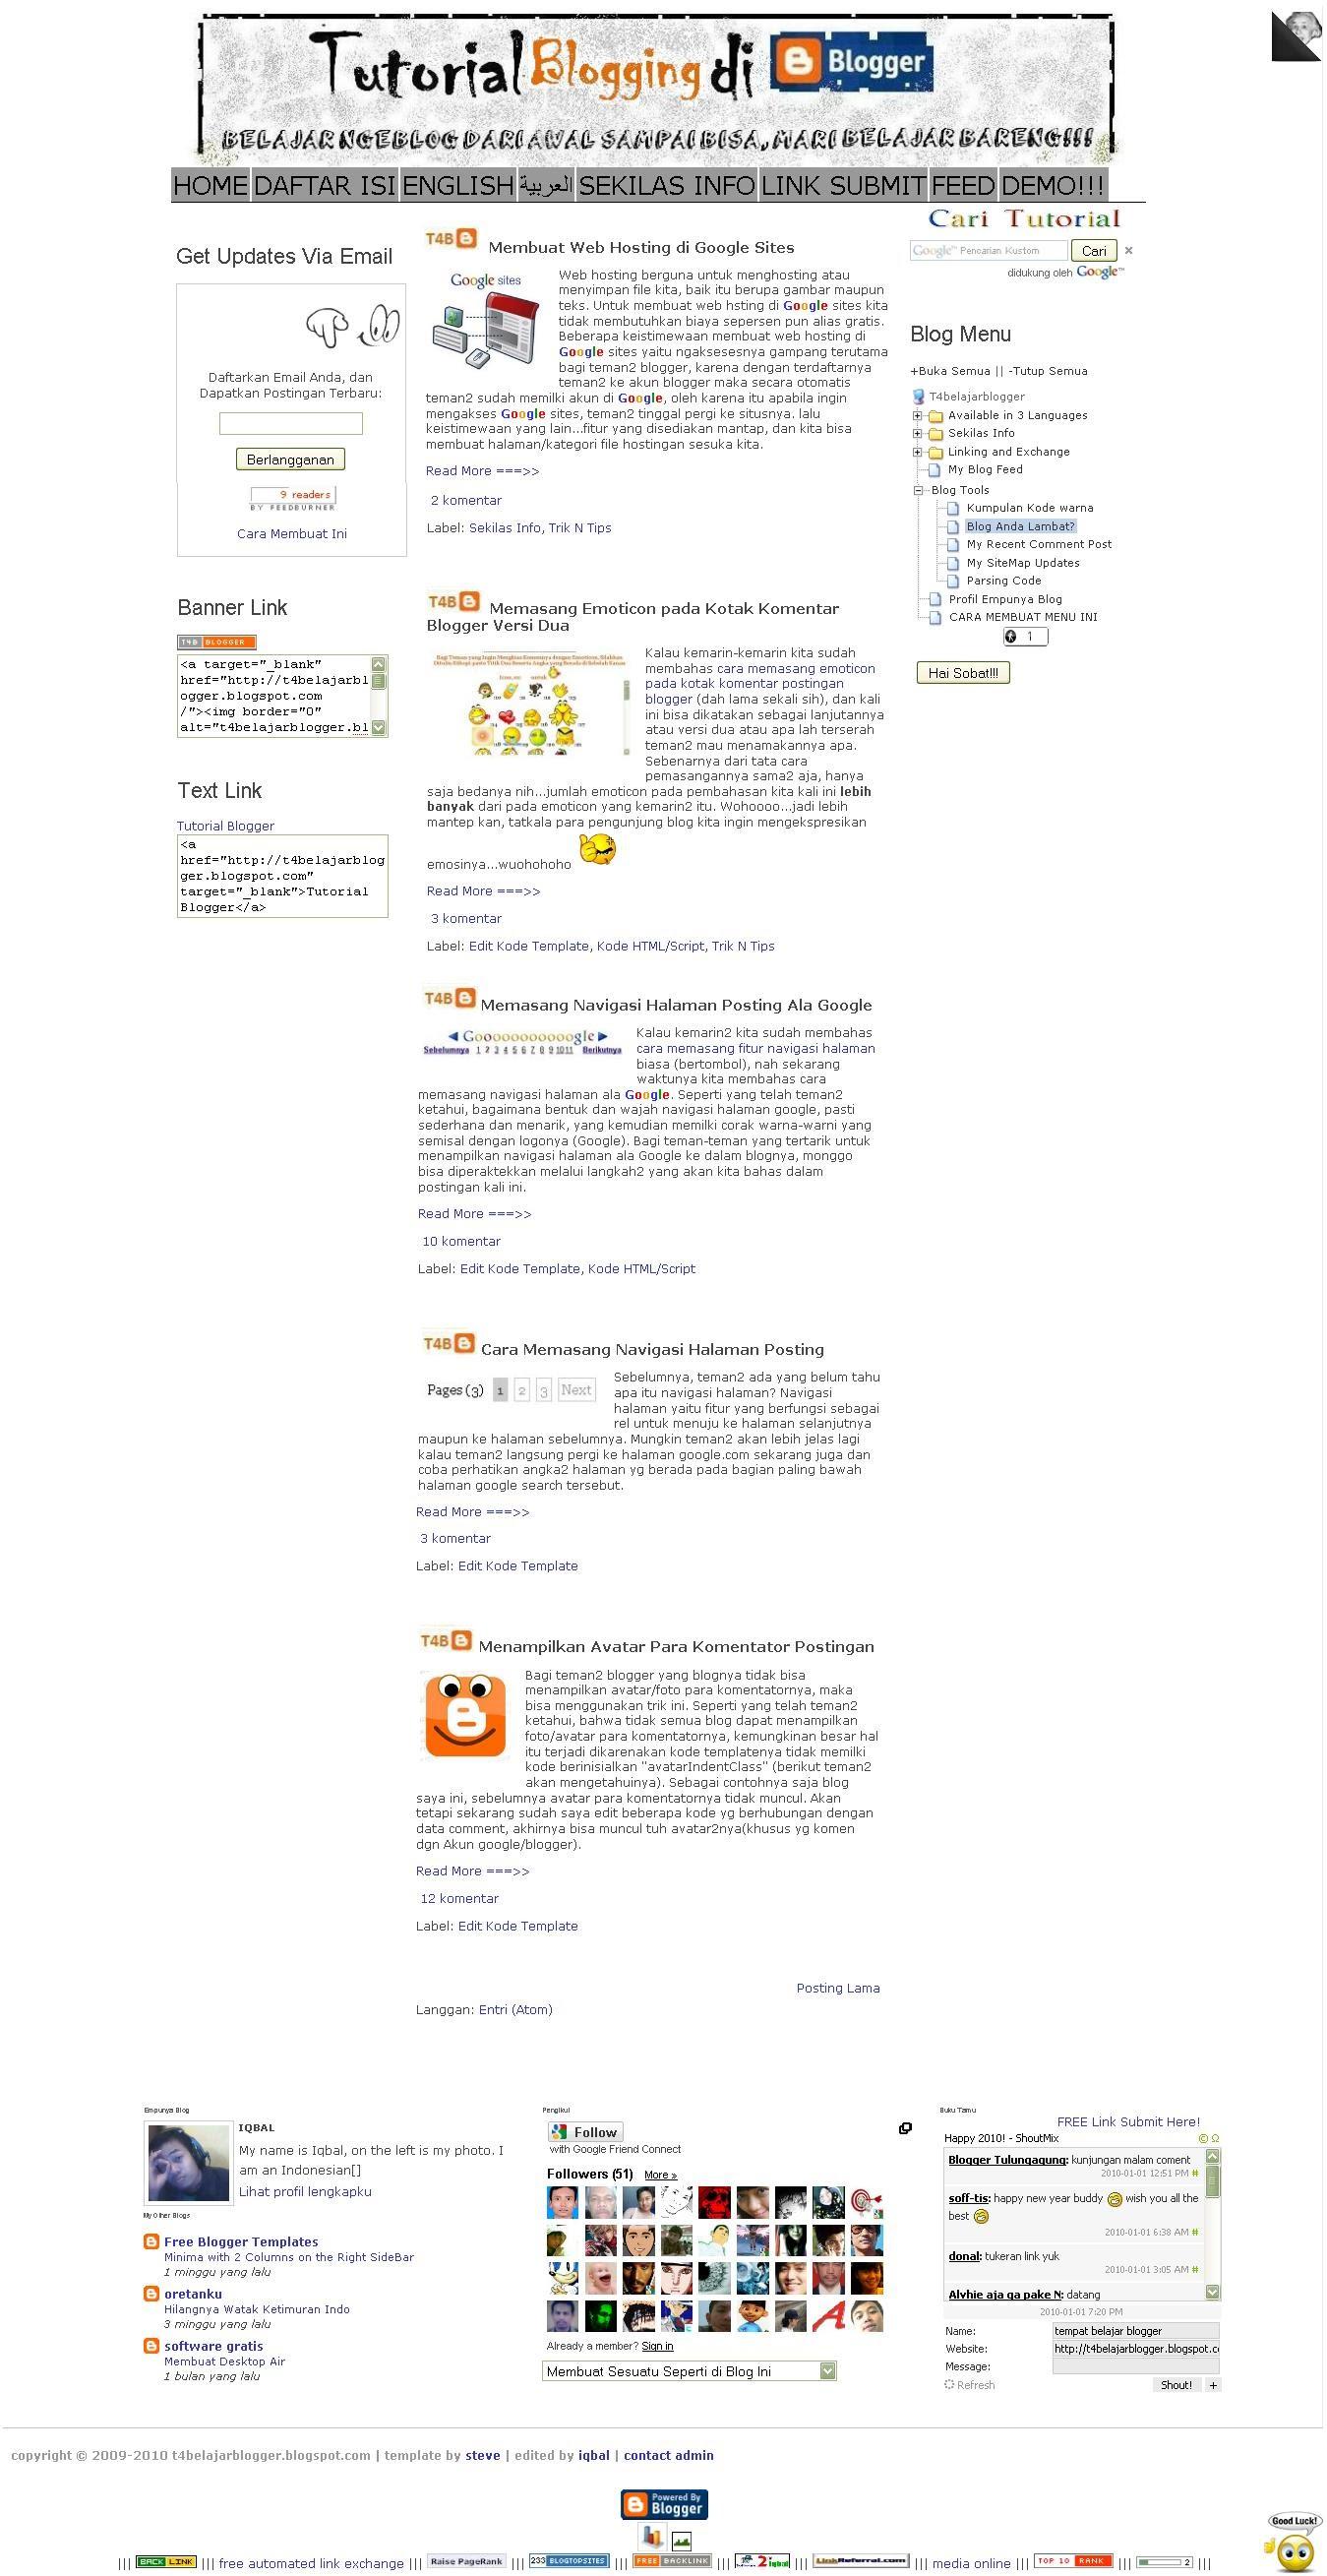 Tutorial Blogging di Blogger
BELAJAR NGEBLOG DARI AWAL SAMPAI BISA, MARI BELAJAR BARENG!!!
HOME DAFTAR ISI ENGLISH العربية SEKILAS INFO LINK SUBMIT FEED DEMO!!!
Get Updates Via Email
Daftarkan Email Anda, dan
Dapatkan Postingan Terbaru:
Berlangganan
9 readers
BY FEEDBURNER
Cara Membuat Ini
Banner Link
T4B BLOGGER
<a target="_blank"
href="http://t4belajarbl
ogger.blogspot.com
/"><img border="0"
alt="t4belajarblogger.bl
Text Link
Tutorial Blogger
<a
href="http://t4belajarblog
ger.blogspot.com"
target="_blank">Tutorial
Blogger</a>
T4B Membuat Web Hosting di Google Sites
Google sites
Web hosting berguna untuk menghosting atau
menyimpan file kita, baik itu berupa gambar maupun
teks. Untuk membuat web hsting di Google sites kita
tidak membutuhkan biaya sepersen pun alias gratis.
Beberapa keistimewaan membuat web hosting di
Google sites yaitu ngaksesesnya gampang terutama
bagi teman2 blogger, karena dengan terdaftarnya
teman2 ke akun blogger maka secara otomatis
teman2 sudah memilki akun di Google, oleh karena itu apabila ingin
mengakses Google sites, teman2 tinggal pergi ke situsnya. lalu
keistimewaan yang lain...fitur yang disediakan mantap, dan kita bisa
membuat halaman/kategori file hostingan sesuka kita.
Read More ===>>
2 komentar
Label: Sekilas Info, Trik N Tips
T4B Memasang Emoticon pada Kotak Komentar
Blogger Versi Dua
Kalau kemarin-kemarin kita sudah
membahas cara memasang emoticon
pada kotak komentar postingan
blogger (dah lama sekali sih), dan kali
ini bisa dikatakan sebagai lanjutannya
atau versi dua atau apa lah terserah
teman2 mau menamakannya apa.
Sebenarnya dari tata cara
pemasangannya sama2 aja, hanya
saja bedanya nih...jumlah emoticon pada pembahasan kita kali ini lebih
banyak dari pada emoticon yang kemarin2 itu. Wohoooo...jadi lebih
mantep kan, tatkala para pengunjung blog kita ingin mengekspresikan
emosinya...wuohohoho
Read More ===>>
3 komentar
Label: Edit Kode Template, Kode HTML/Script, Trik N Tips
T4B Memasang Navigasi Halaman Posting Ala Google
Goooooooooogle
Sebelumnya 1 2 3 4 5 6 7 8 9 10 11 Berikutnya
Kalau kemarin2 kita sudah membahas
cara memasang fitur navigasi halaman
biasa (bertombol), nah sekarang
waktunya kita membahas cara
memasang navigasi halaman ala Google. Seperti yang telah teman2
ketahui, bagaimana bentuk dan wajah navigasi halaman google, pasti
sederhana dan menarik, yang kemudian memilki corak warna-warni yang
semisal dengan logonya (Google). Bagi teman-teman yang tertarik untuk
menampilkan navigasi halaman ala Google ke dalam blognya, monggo
bisa diperaktekkan melalui langkah2 yang akan kita bahas dalam
postingan kali ini.
Read More ===>>
10 komentar
Label: Edit Kode Template, Kode HTML/Script
T4B Cara Memasang Navigasi Halaman Posting
Pages (3) 1 2 3 Next
Sebelumnya, teman2 ada yang belum tahu
apa itu navigasi halaman? Navigasi
halaman yaitu fitur yang berfungsi sebagai
rel untuk menuju ke halaman selanjutnya
maupun ke halaman sebelumnya. Mungkin teman2 akan lebih jelas lagi
kalau teman2 langsung pergi ke halaman google.com sekarang juga dan
coba perhatikan angka2 halaman yg berada pada bagian paling bawah
halaman google search tersebut.
Read More ===>>
3 komentar
Label: Edit Kode Template
T4B Menampilkan Avatar Para Komentator Postingan
Bagi teman2 blogger yang blognya tidak bisa
menampilkan avatar/foto para komentatornya, maka
bisa menggunakan trik ini. Seperti yang telah teman2
ketahui, bahwa tidak semua blog dapat menampilkan
foto/avatar para komentatornya, kemungkinan besar hal
itu terjadi dikarenakan kode templatenya tidak memilki
kode berinisialkan "avatarIndentClass" (berikut teman2
akan mengetahuinya). Sebagai contohnya saja blog
saya ini, sebelumnya avatar para komentatornya tidak muncul. Akan
tetapi sekarang sudah saya edit beberapa kode yg berhubungan dengan
data comment, akhirnya bisa muncul tuh avatar2nya(khusus yg komen
dgn Akun google/blogger).
Read More ===>>
12 komentar
Label: Edit Kode Template
Posting Lama
Langgan: Entri (Atom)
Cari Tutorial
Google™ Pencarian Kustom Cari ×
didukung oleh Google™
Blog Menu
+Buka Semua || -Tutup Semua
T4belajarblogger
Available in 3 Languages
Sekilas Info
Linking and Exchange
My Blog Feed
Blog Tools
Kumpulan Kode warna
Blog Anda Lambat?
My Recent Comment Post
My SiteMap Updates
Parsing Code
Profil Empunya Blog
CARA MEMBUAT MENU INI
1
Hai Sobat!!!
Empunya Blog
IQBAL
My name is Iqbal, on the left is my photo. I
am an Indonesian[]
Lihat profil lengkapku
My Other Blogs
Free Blogger Templates
Minima with 2 Columns on the Right SideBar
1 minggu yang lalu
oretanku
Hilangnya Watak Ketimuran Indo
3 minggu yang lalu
software gratis
Membuat Desktop Air
1 bulan yang lalu
Pengikut
Follow
with Google Friend Connect
Followers (51) More »
Already a member? Sign in
Membuat Sesuatu Seperti di Blog Ini
Buku Tamu
FREE Link Submit Here!
Happy 2010! - ShoutMix
Blogger Tulungagung: kunjungan malam coment
2010-01-01 12:51 PM #
soff-tis: happy new year buddy wish you all the
best
2010-01-01 6:38 AM #
donal: tukeran link yuk
2010-01-01 3:05 AM #
Alvhie aja ga pake N: datang
2010-01-01 7:20 PM
Name: tempat belajar blogger
Website: http://t4belajarblogger.blogspot.c
Message:
Refresh Shout! +
copyright © 2009-2010 t4belajarblogger.blogspot.com | template by steve | edited by iqbal | contact admin
Powered By
Blogger
Good Luck!
||| BACK LINK ||| free automated link exchange ||| Raise PageRank ||| 233 BLOGTOPSITES ||| FREE BACKLINK ||| 2iqbal ||| LinkReferral.com ||| media online ||| TOP 10 RANK ||| 2 |||